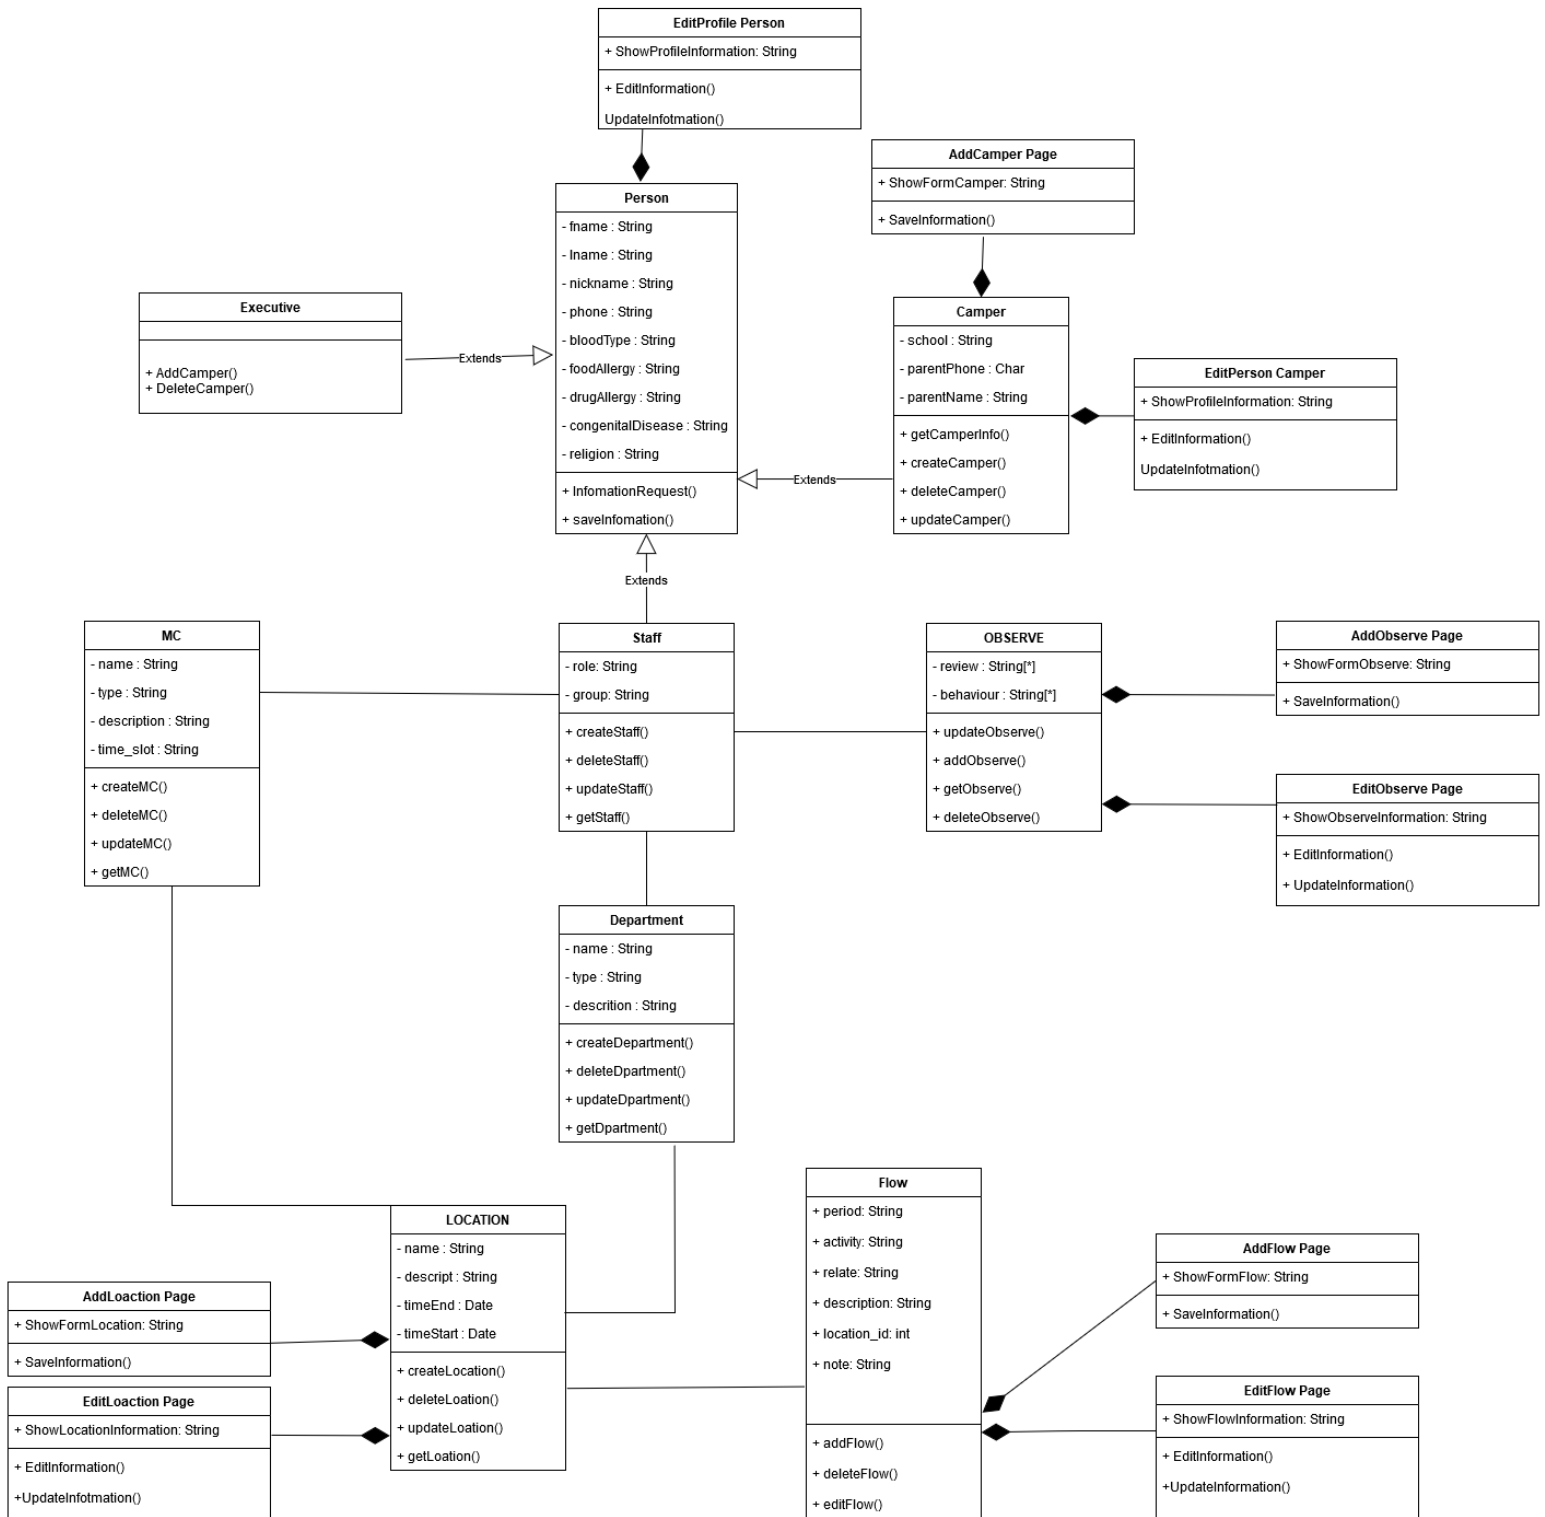 EditProfile Person
+ ShowProfileInformation: String
+ EditInformation()
UpdateInfotmation()
AddCamper Page
+ ShowFormCamper: String
+ SaveInformation()
Person
- fname : String
- lname : String
- nickname : String
- phone : String
- bloodType : String
- foodAllergy : String
- drugAllergy : String
- congenitalDisease : String
- religion : String
+ InfomationRequest()
+ saveInfomation()
Executive
+ AddCamper()
+ DeleteCamper()
Extends
Camper
- school : String
- parentPhone : Char
- parentName : String
+ getCamperInfo()
+ createCamper()
+ deleteCamper()
+ updateCamper()
EditPerson Camper
+ ShowProfileInformation: String
+ EditInformation()
UpdateInfotmation()
Extends
Extends
MC
- name : String
- type : String
- description : String
- time_slot : String
+ createMC()
+ deleteMC()
+ updateMC()
+ getMC()
Staff
- role: String
- group: String
+ createStaff()
+ deleteStaff()
+ updateStaff()
+ getStaff()
OBSERVE
- review : String[*]
- behaviour : String[*]
+ updateObserve()
+ addObserve()
+ getObserve()
+ deleteObserve()
AddObserve Page
+ ShowFormObserve: String
+ SaveInformation()
EditObserve Page
+ ShowObserveInformation: String
+ EditInformation()
+ UpdateInformation()
Department
- name : String
- type : String
- descrition : String
+ createDepartment()
+ deleteDpartment()
+ updateDpartment()
+ getDpartment()
LOCATION
- name : String
- descript : String
- timeEnd : Date
- timeStart : Date
+ createLocation()
+ deleteLoation()
+ updateLoation()
+ getLoation()
AddLoaction Page
+ ShowFormLocation: String
+ SaveInformation()
EditLoaction Page
+ ShowLocationInformation: String
+ EditInformation()
+UpdateInfotmation()
Flow
+ period: String
+ activity: String
+ relate: String
+ description: String
+ location_id: int
+ note: String
+ addFlow()
+ deleteFlow()
+ editFlow()
AddFlow Page
+ ShowFormFlow: String
+ SaveInformation()
EditFlow Page
+ ShowFlowInformation: String
+ EditInformation()
+UpdateInformation()